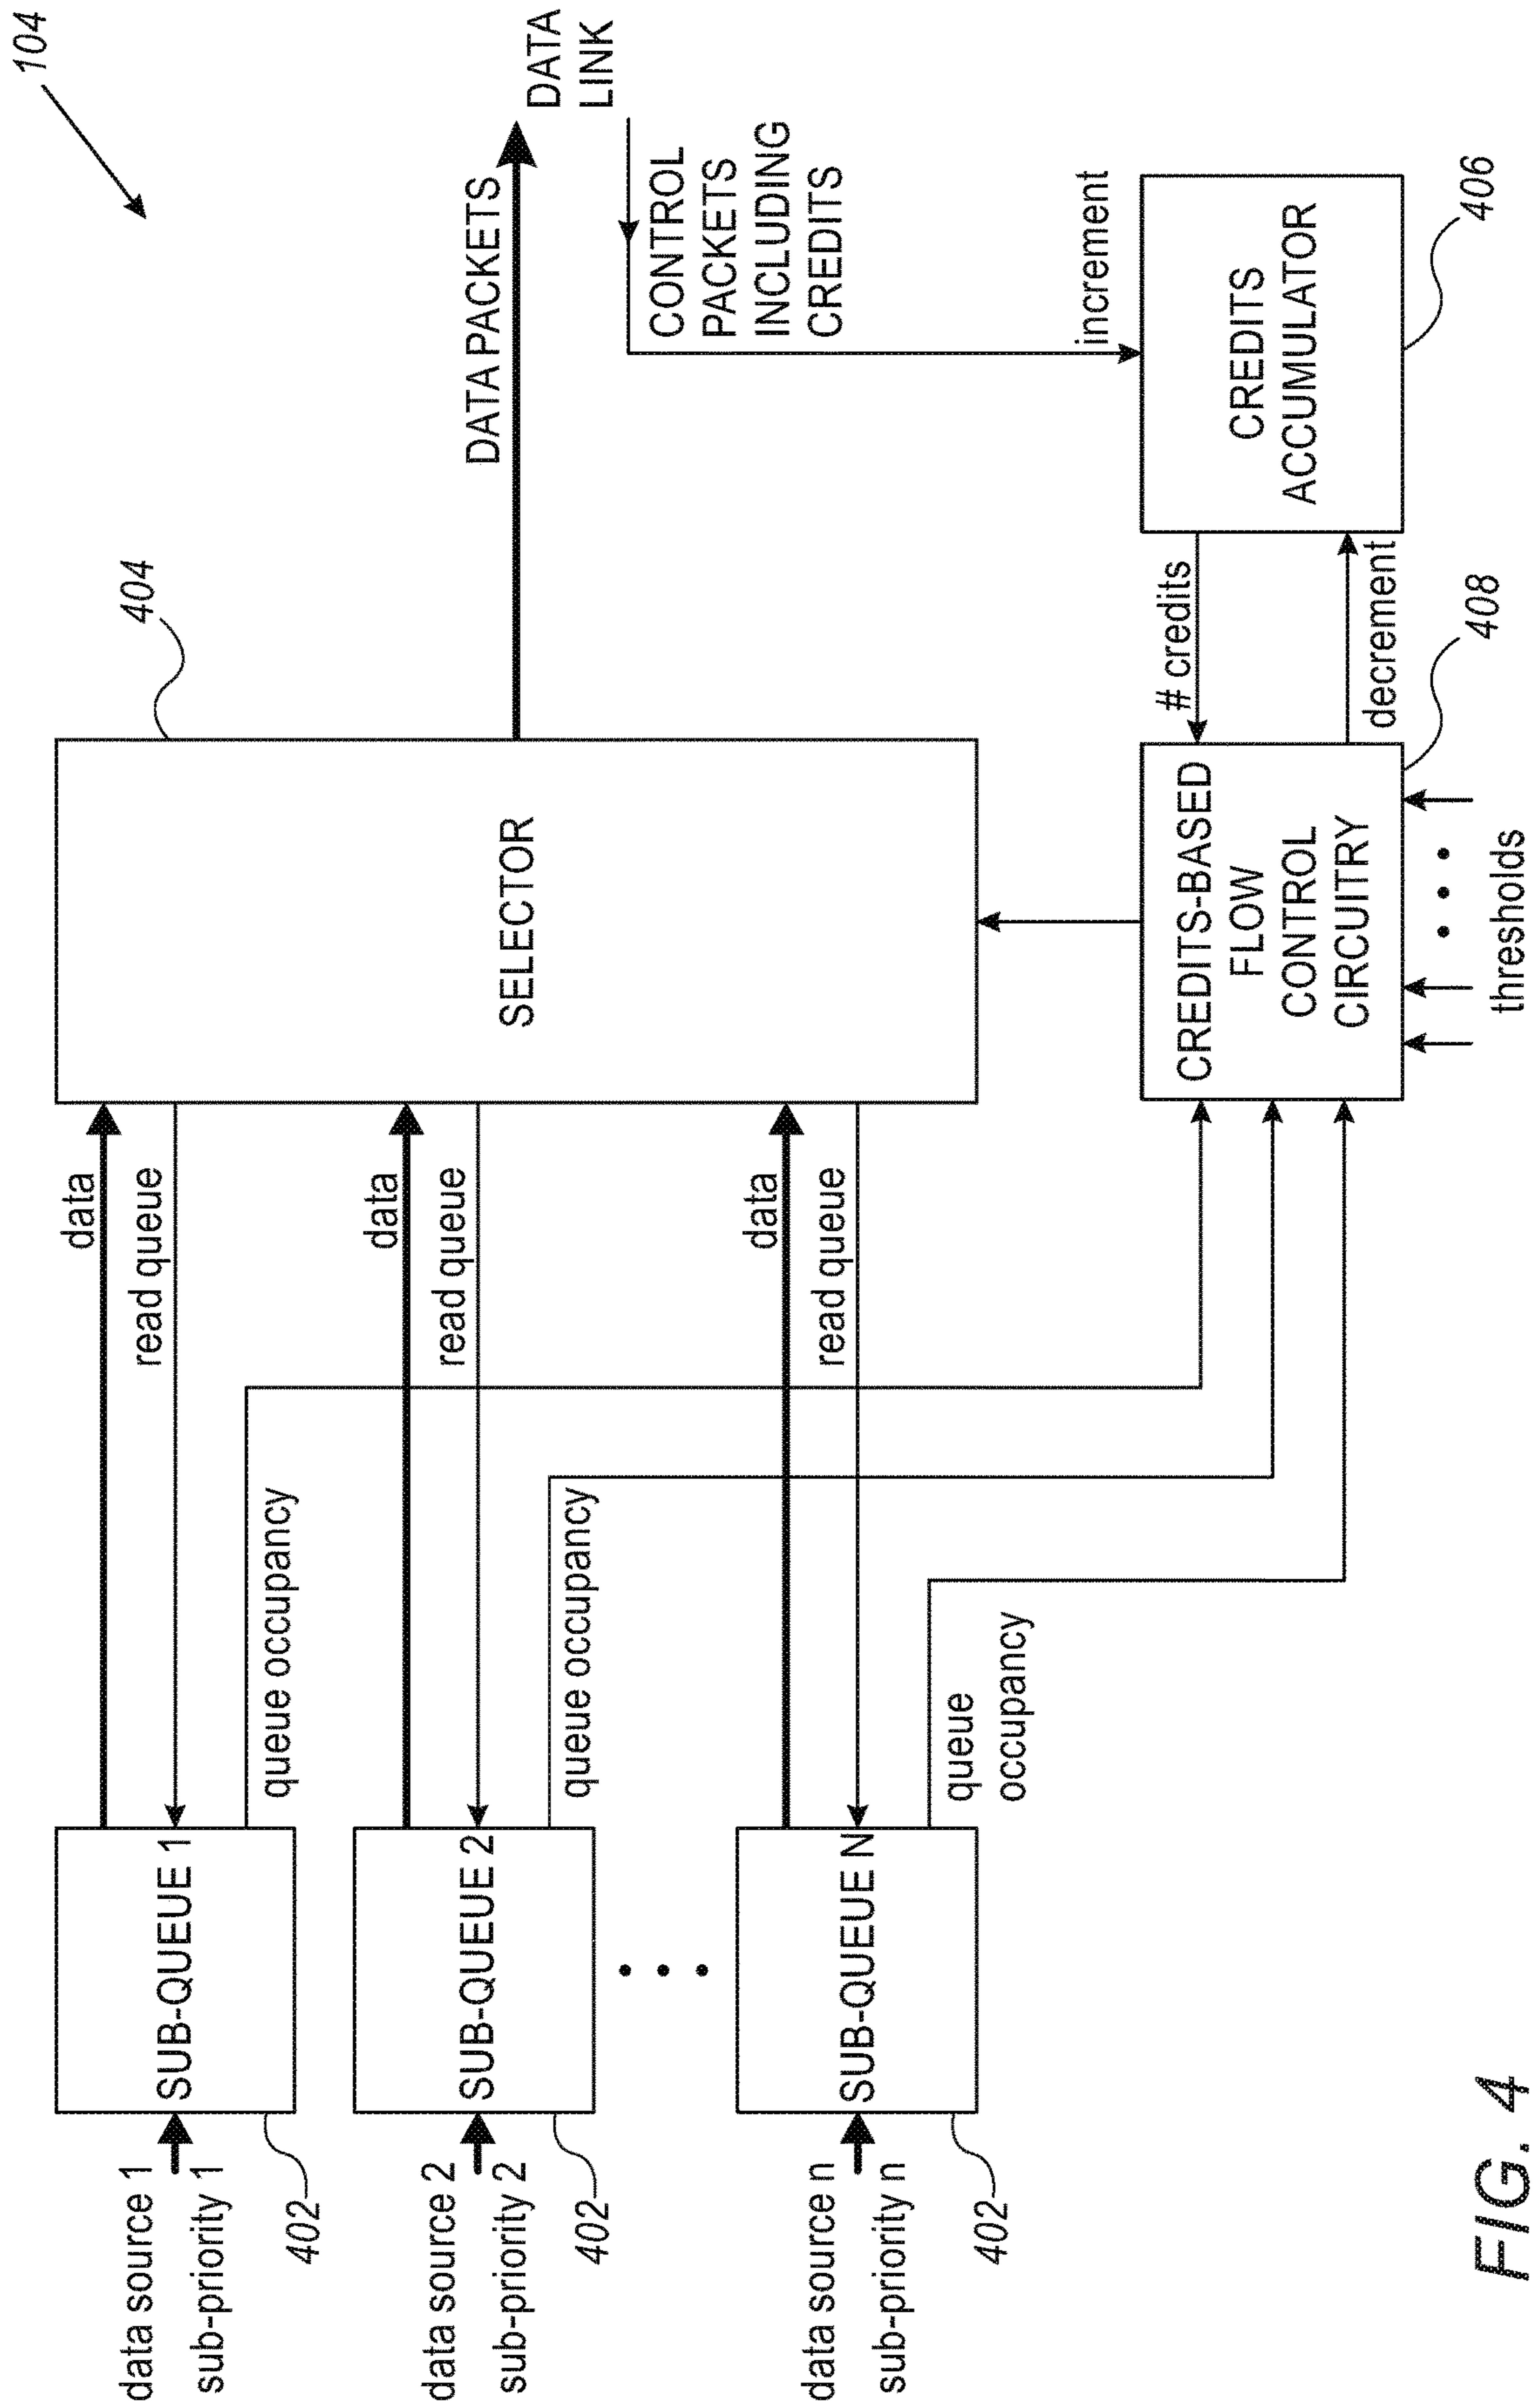 104
data source 1
sub-priority 1
402
SUB-QUEUE 1
data
read queue
queue occupancy
data source 2
sub-priority 2
402
SUB-QUEUE 2
data
read queue
queue occupancy
data source n
sub-priority n
402
SUB-QUEUE N
data
read queue
queue
occupancy
404
SELECTOR
DATA PACKETS
DATA
LINK
CONTROL
PACKETS
INCLUDING
CREDITS
increment
CREDITS-BASED
FLOW
CONTROL
CIRCUITRY
408
# credits
decrement
thresholds
CREDITS
ACCUMULATOR
406
FIG. 4